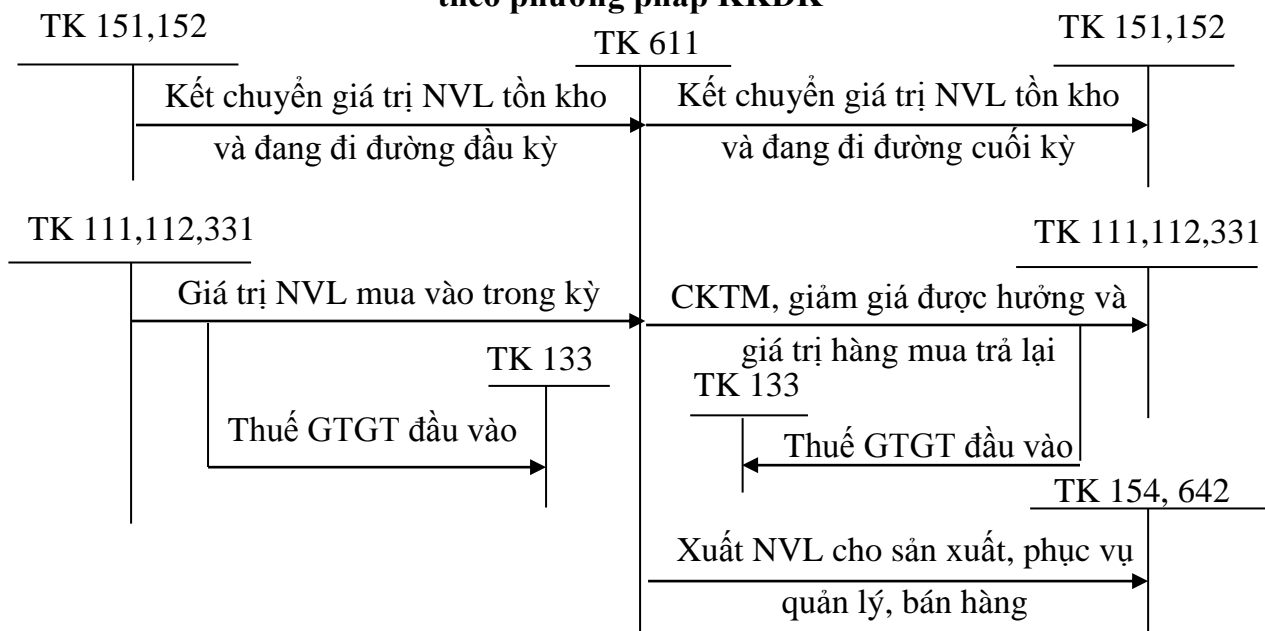 theo phương pháp KKĐK
TK 151,152
TK 611
TK 151,152
Kết chuyển giá trị NVL tồn kho
và đang đi đường đầu kỳ
Kết chuyển giá trị NVL tồn kho
và đang đi đường cuối kỳ
TK 111,112,331
TK 111,112,331
Giá trị NVL mua vào trong kỳ
CKTM, giảm giá được hưởng và
giá trị hàng mua trả lại
TK 133
TK 133
Thuế GTGT đầu vào
Thuế GTGT đầu vào
TK 154, 642
Xuất NVL cho sản xuất, phục vụ
quản lý, bán hàng